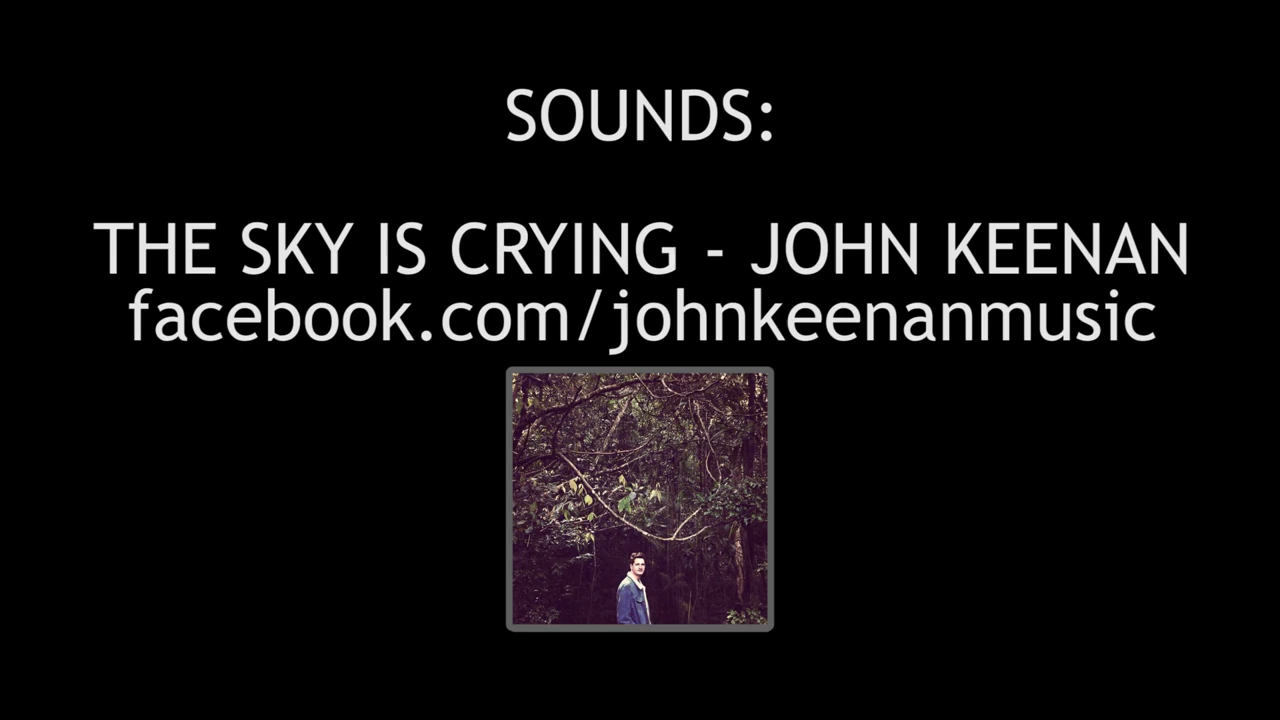 SOUNDS:
THE SKY IS CRYING - JOHN KEENAN
facebook.com/johnkeenanmusic